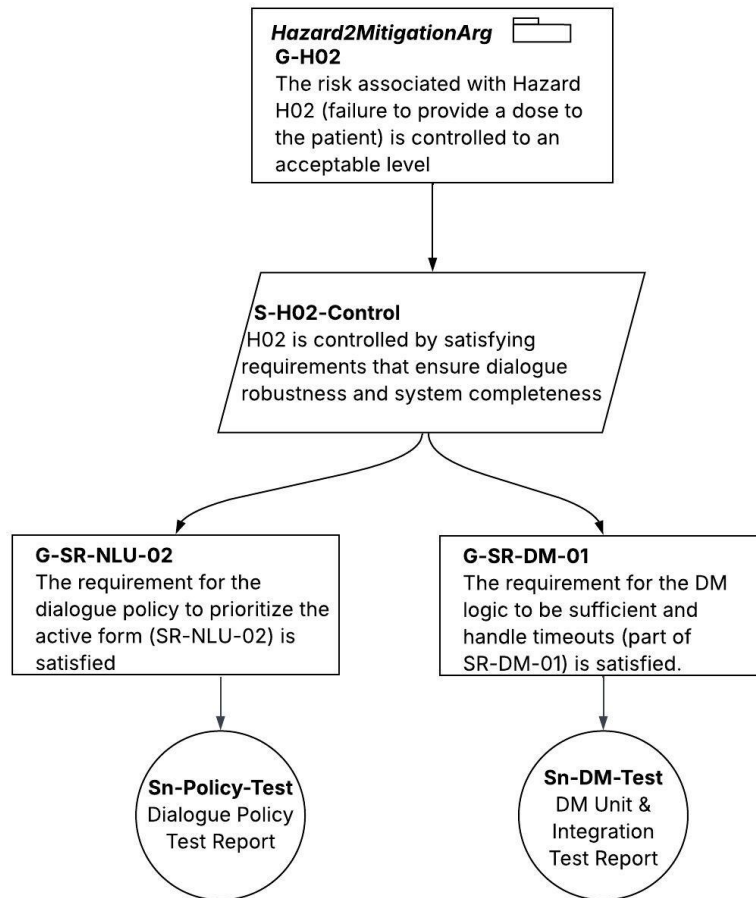 Hazard2MitigationArg
G-H02
The risk associated with Hazard
H02 (failure to provide a dose to
the patient) is controlled to an
acceptable level
S-H02-Control
H02 is controlled by satisfying
requirements that ensure dialogue
robustness and system completeness
G-SR-NLU-02
The requirement for the
dialogue policy to prioritize the
active form (SR-NLU-02) is
satisfied
G-SR-DM-01
The requirement for the DM
logic to be sufficient and
handle timeouts (part of
SR-DM-01) is satisfied.
Sn-Policy-Test
Dialogue Policy
Test Report
Sn-DM-Test
DM Unit &
Integration
Test Report